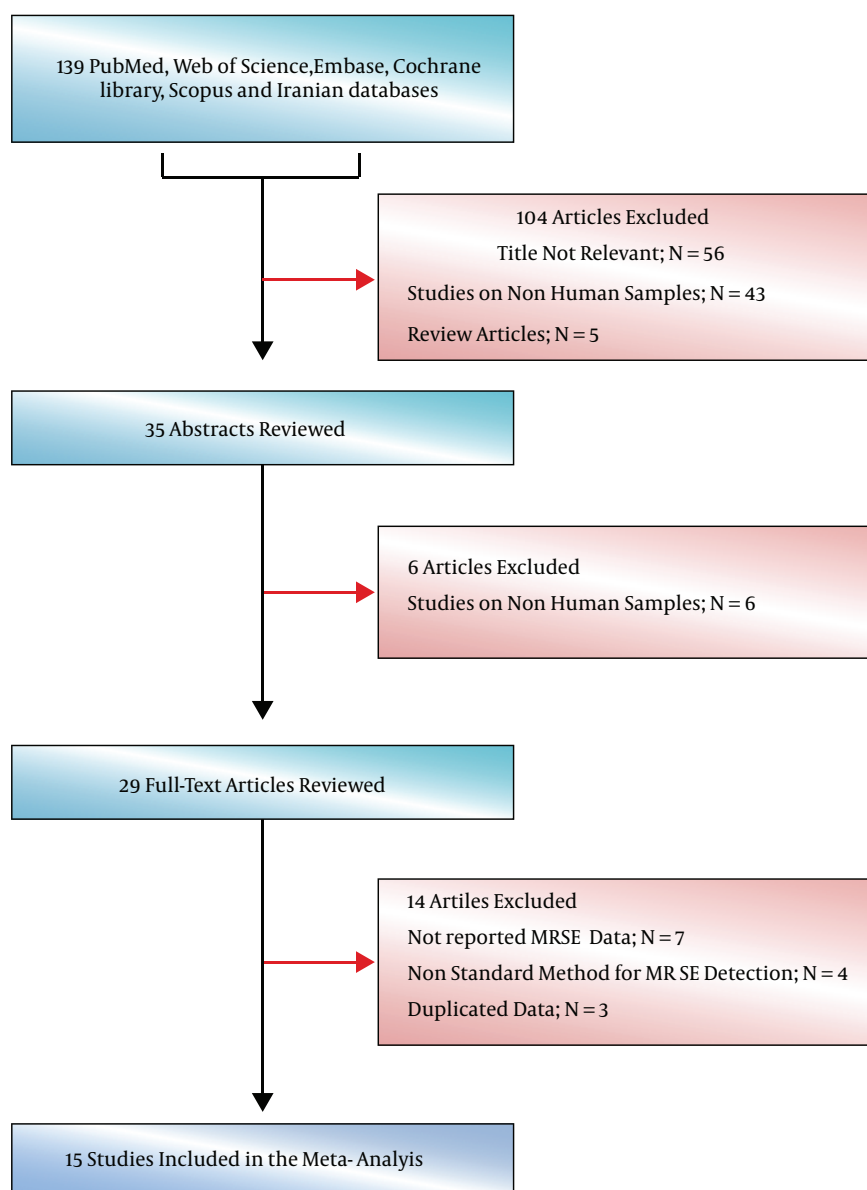 139 PubMed, Web of Science,Embase, Cochrane
library, Scopus and Iranian databases
104 Articles Excluded
Title Not Relevant; N = 56
Studies on Non Human Samples; N = 43
Review Articles; N = 5
35 Abstracts Reviewed
6 Articles Excluded
Studies on Non Human Samples; N = 6
29 Full-Text Articles Reviewed
14 Artiles Excluded
Not reported MRSE Data; N = 7
Non Standard Method for MR SE Detection; N = 4
Duplicated Data; N = 3
15 Studies Included in the Meta- Analyis